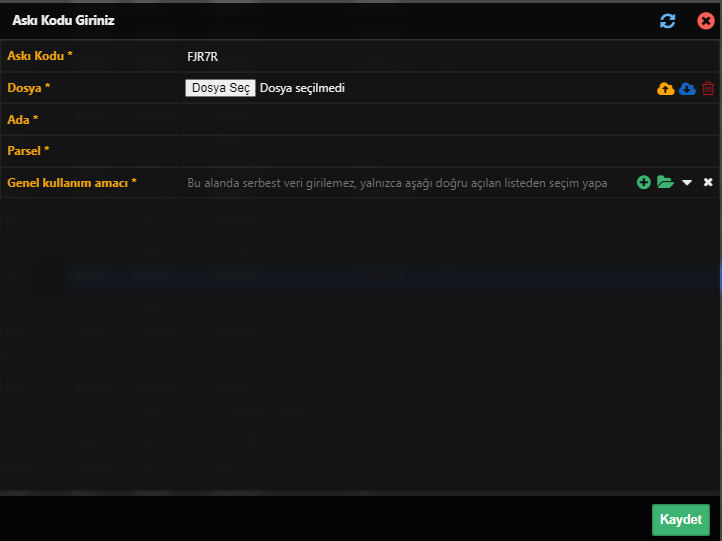 Askı Kodu Giriniz
Askı Kodu * FJR7R
Dosya * Dosya Seç Dosya seçilmedi
Ada *
Parsel *
Genel kullanım amacı * Bu alanda serbest veri girilemez, yalnızca aşağı doğru açılan listeden seçim yapa
Kaydet